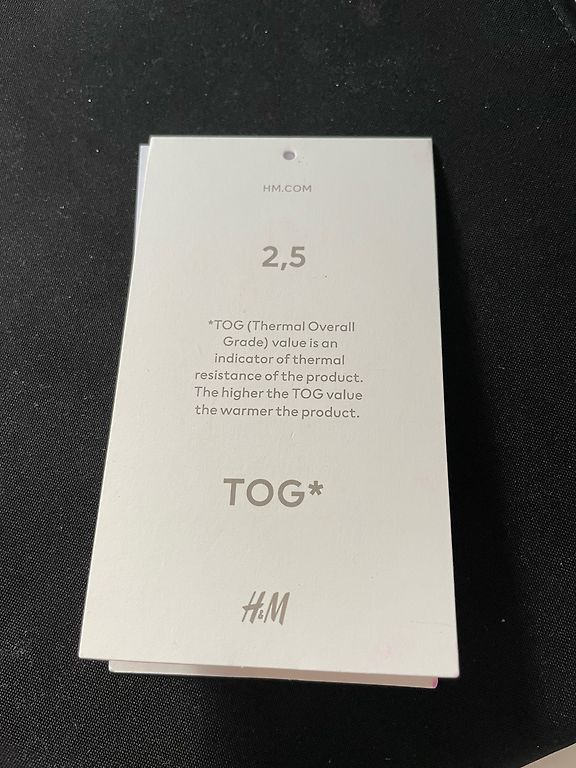 HM.COM
2,5
*TOG (Thermal Overall
Grade) value is an
indicator of thermal
resistance of the product.
The higher the TOG value
the warmer the product.
TOG*
H&M